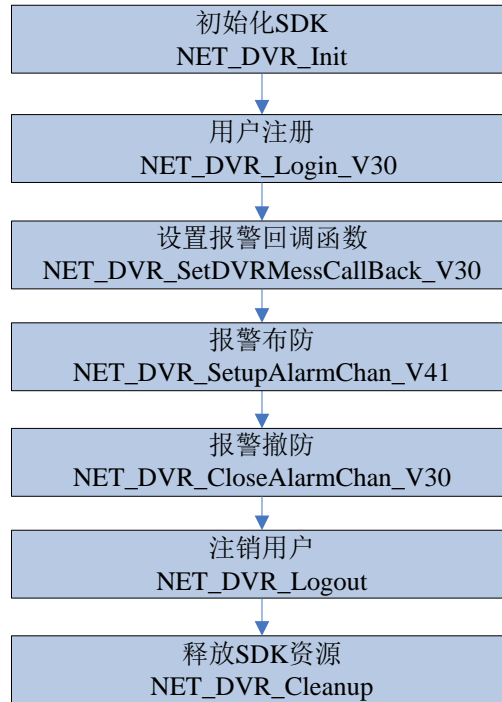 初始化SDK
NET_DVR_Init
用户注册
NET_DVR_Login_V30
设置报警回调函数
NET_DVR_SetDVRMessCallBack_V30
报警布防
NET_DVR_SetupAlarmChan_V41
报警撤防
NET_DVR_CloseAlarmChan_V30
注销用户
NET_DVR_Logout
释放SDK资源
NET_DVR_Cleanup